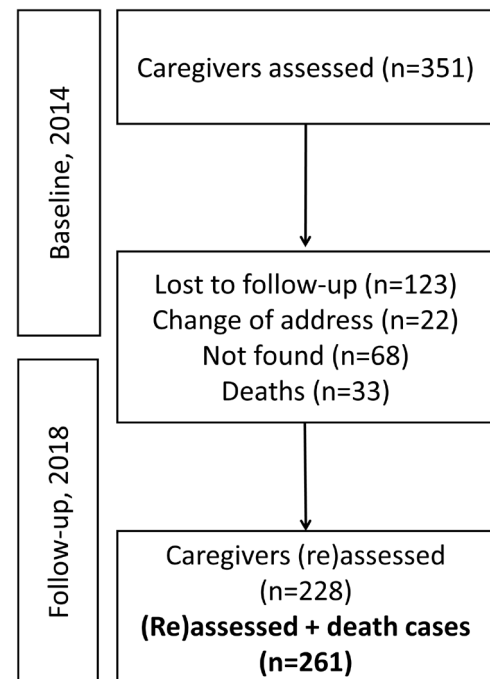 Baseline, 2014
Caregivers assessed (n=351)
Lost to follow-up (n=123)
Change of address (n=22)
Not found (n=68)
Deaths (n=33)
Follow-up, 2018
Caregivers (re)assessed
(n=228)
(Re)assessed + death cases
(n=261)